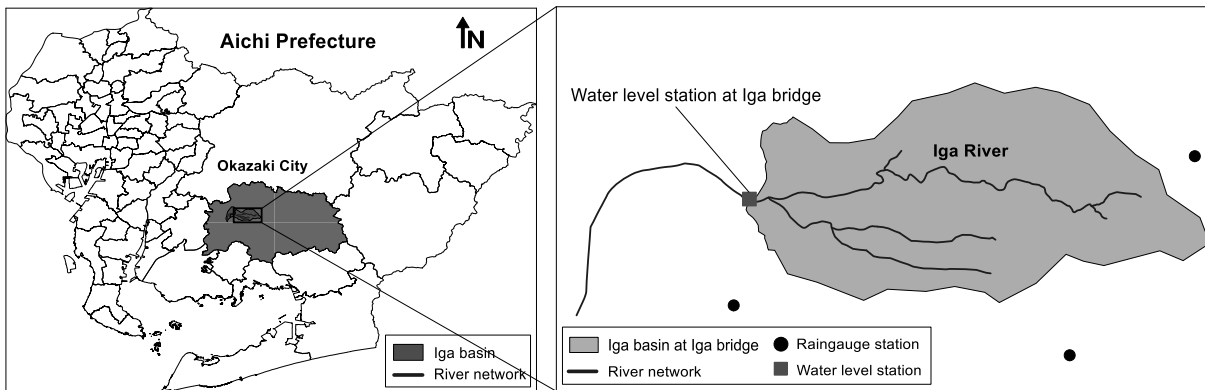 Aichi Prefecture
N
Okazaki City
Iga basin
River network
Water level station at Iga bridge
Iga River
Iga basin at Iga bridge
Raingauge station
River network
Water level station